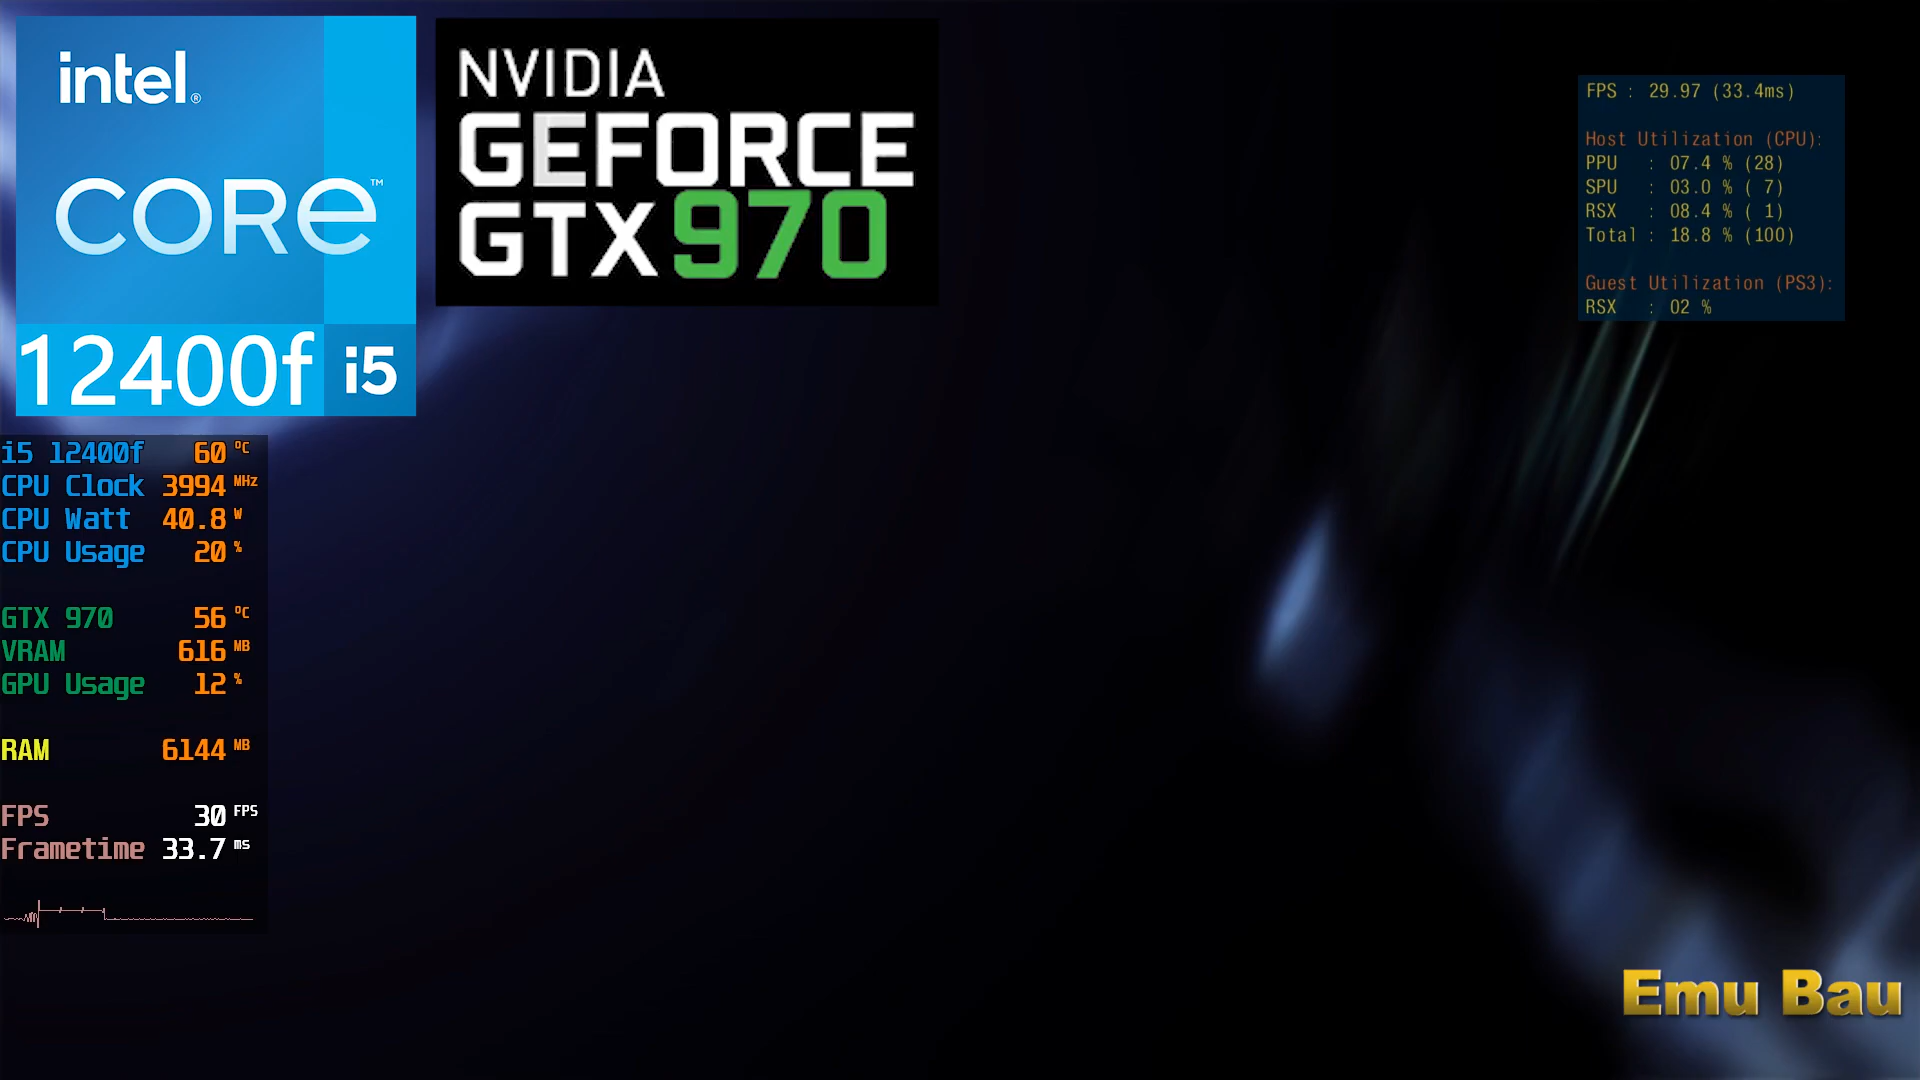 intel®
CORE™
12400f i5
NVIDIA
GEFORCE
GTX 970
i5 12400f 60 °C
CPU Clock 3994 MHz
CPU Watt 40.8 W
CPU Usage 20 %
GTX 970 56 °C
VRAM 616 MB
GPU Usage 12 %
RAM 6144 MB
FPS 30 FPS
Frametime 33.7 ms
FPS : 29.97 (33.4ms)
Host Utilization (CPU):
PPU : 07.4 % (28)
SPU : 03.0 % ( 7)
RSX : 08.4 % ( 1)
Total : 18.8 % (100)
Guest Utilization (PS3):
RSX : 02 %
Emu Bau